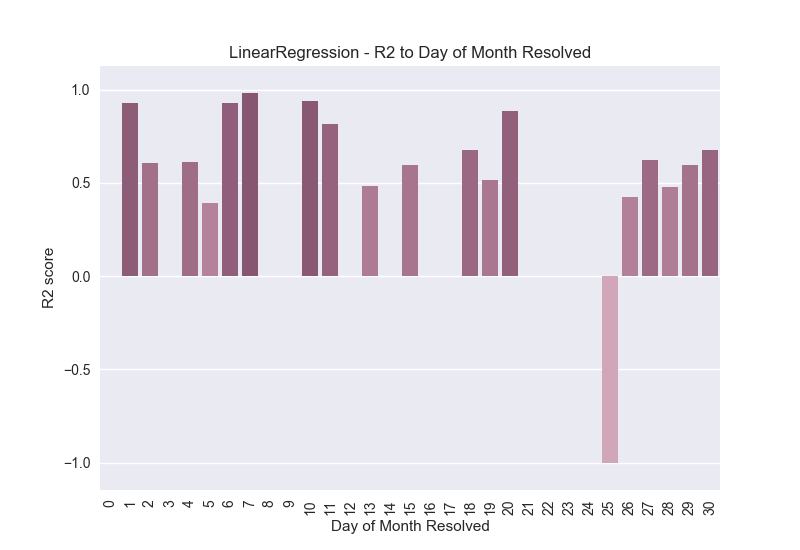 LinearRegression - R2 to Day of Month Resolved
R2 score
1.0
0.5
0.0
−0.5
−1.0
0 1 2 3 4 5 6 7 8 9 10 11 12 13 14 15 16 17 18 19 20 21 22 23 24 25 26 27 28 29 30
Day of Month Resolved